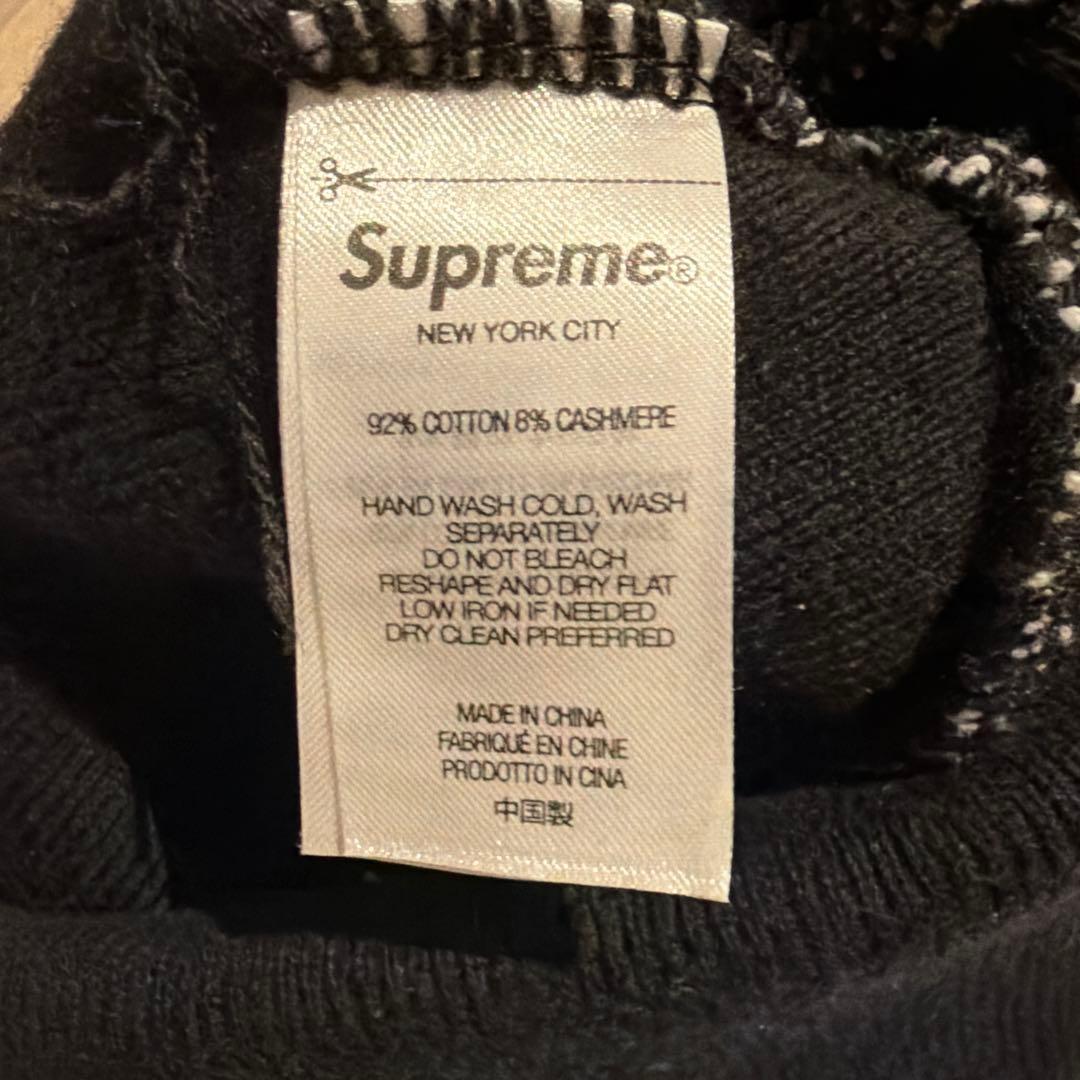 Supreme®
NEW YORK CITY
92% COTTON 8% CASHMERE
HAND WASH COLD, WASH
SEPARATELY
DO NOT BLEACH
RESHAPE AND DRY FLAT
LOW IRON IF NEEDED
DRY CLEAN PREFERRED
MADE IN CHINA
FABRIQUÉ EN CHINE
PRODOTTO IN CINA
中国製